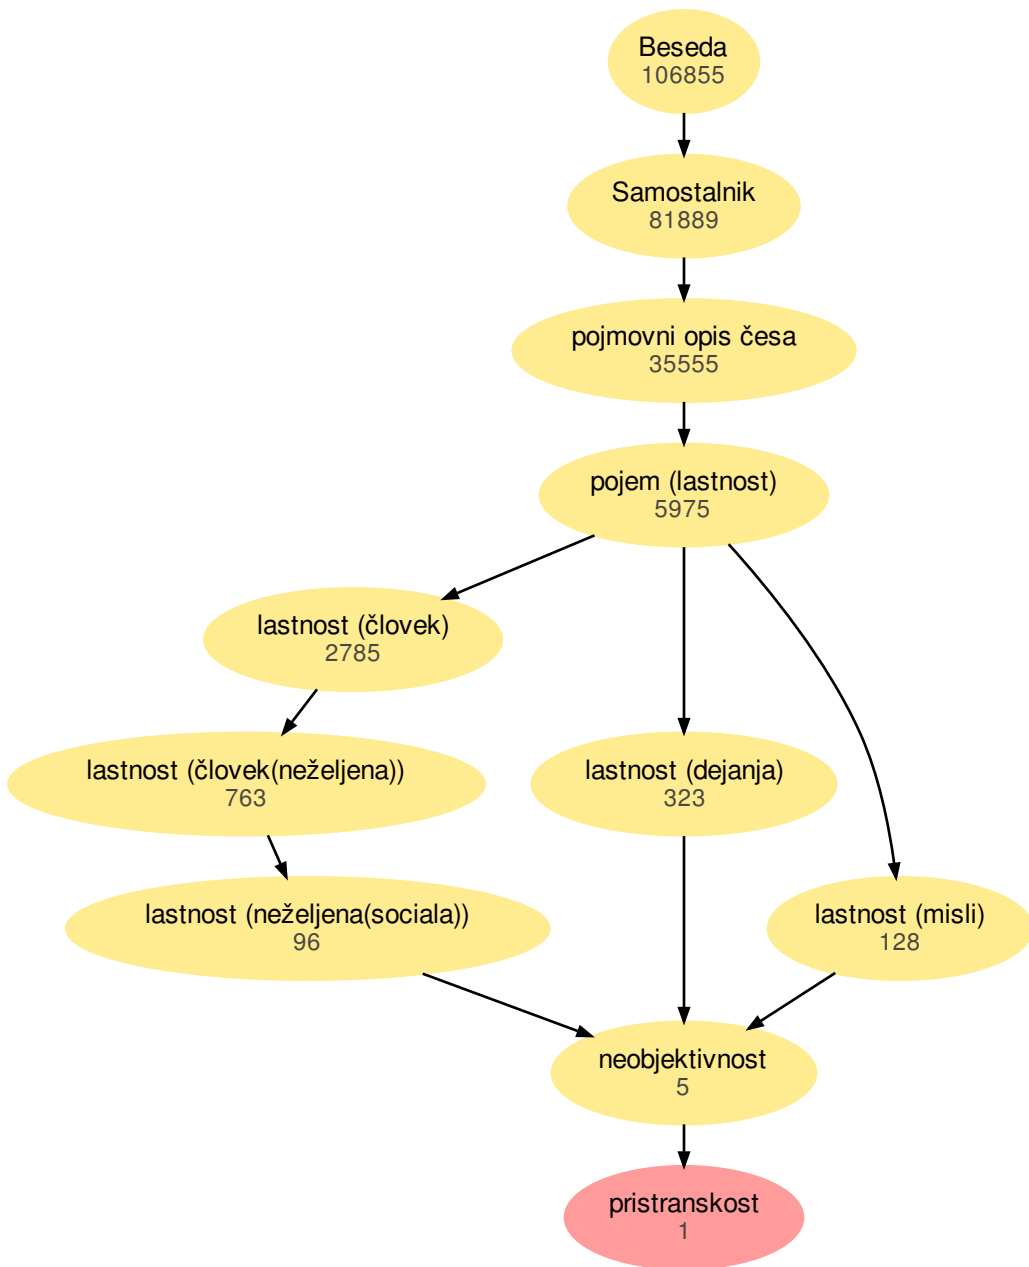 Beseda
106855
Samostalnik
81889
pojmovni opis česa
35555
pojem (lastnost)
5975
lastnost (človek)
2785
lastnost (človek(neželjena))
763
lastnost (dejanja)
323
lastnost (neželjena(sociala))
96
lastnost (misli)
128
neobjektivnost
5
pristranskost
1